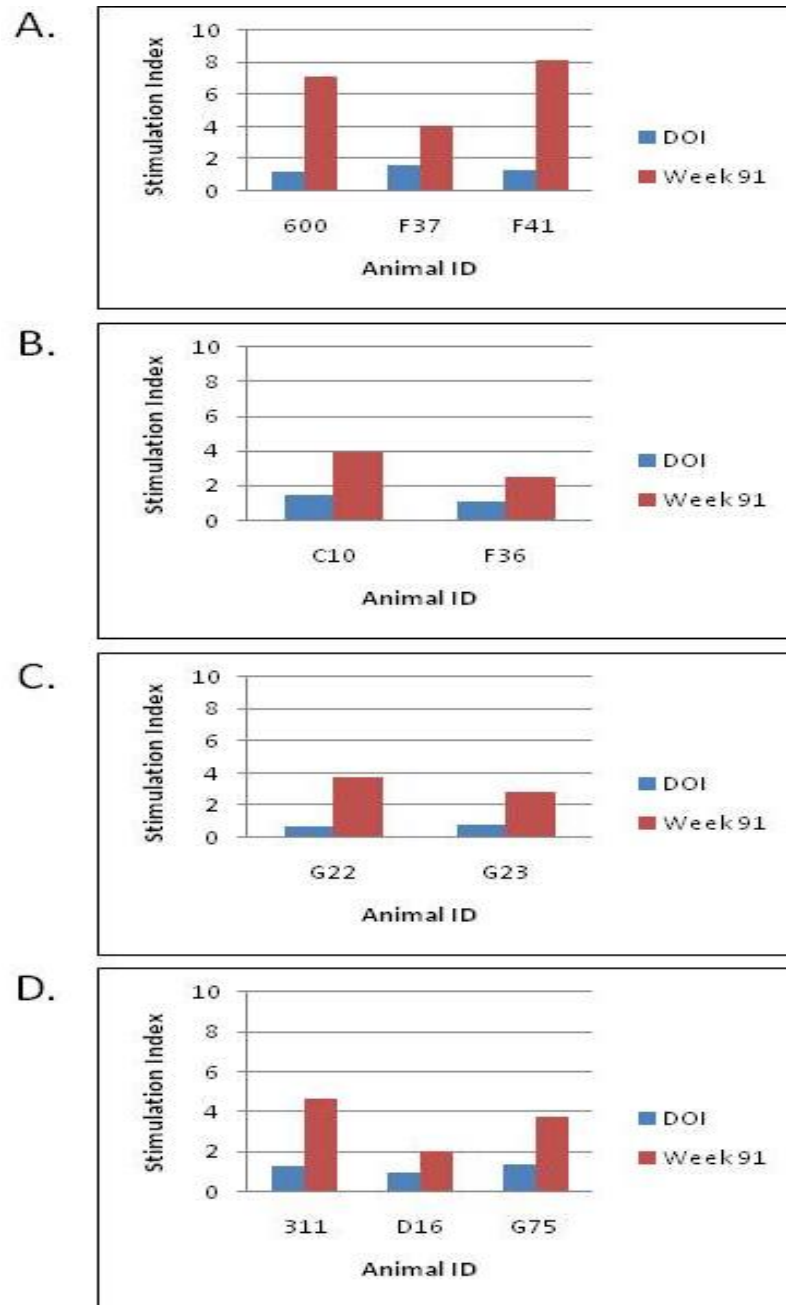 A.
Stimulation Index
10
8
6
4
2
0
600 F37 F41
Animal ID
DOI
Week 91
B.
Stimulation Index
10
8
6
4
2
0
C10 F36
Animal ID
DOI
Week 91
C.
Stimulation Index
10
8
6
4
2
0
G22 G23
Animal ID
DOI
Week 91
D.
Stimulation Index
10
8
6
4
2
0
311 D16 G75
Animal ID
DOI
Week 91